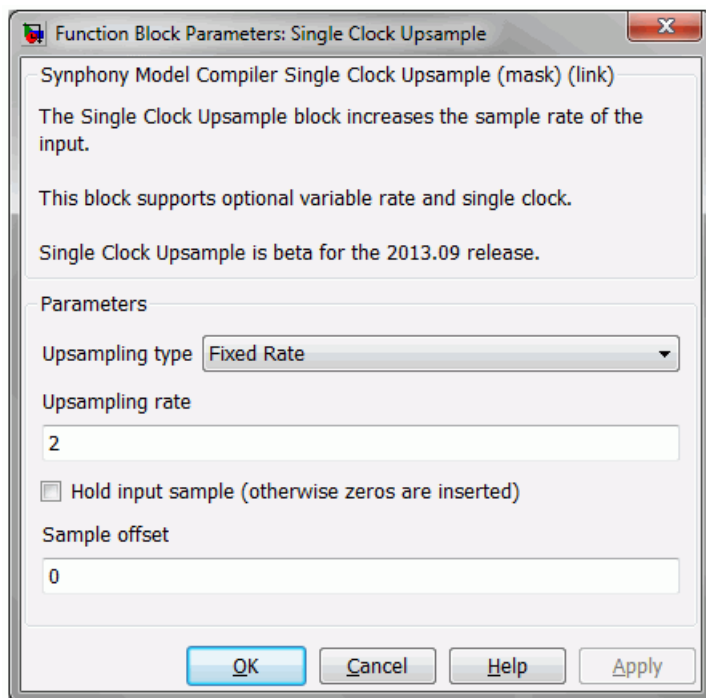 Function Block Parameters: Single Clock Upsample
Synphony Model Compiler Single Clock Upsample (mask) (link)
The Single Clock Upsample block increases the sample rate of the
input.
This block supports optional variable rate and single clock.
Single Clock Upsample is beta for the 2013.09 release.
Parameters
Upsampling type Fixed Rate
Upsampling rate
2
Hold input sample (otherwise zeros are inserted)
Sample offset
0
OK Cancel Help Apply